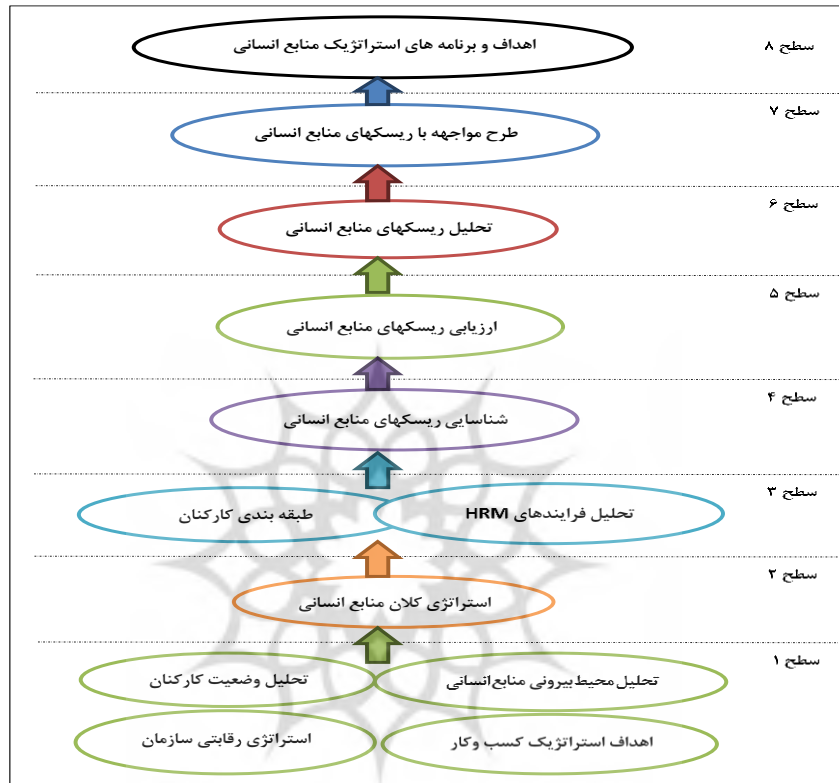 اهداف و برنامه های استراتژیک منابع انسانی
سطح ۸
سطح ۷
طرح مواجهه با ریسکهای منابع انسانی
سطح ۶
تحلیل ریسکهای منابع انسانی
سطح ۵
ارزیابی ریسکهای منابع انسانی
سطح ۴
شناسایی ریسکهای منابع انسانی
سطح ۳
تحلیل فرایندهای HRM
طبقه بندی کارکنان
سطح ۲
استراتژی کلان منابع انسانی
سطح ۱
تحلیل محیط بیرونی منابع انسانی
تحلیل وضعیت کارکنان
اهداف استراتژیک کسب وکار
استراتژی رقابتی سازمان